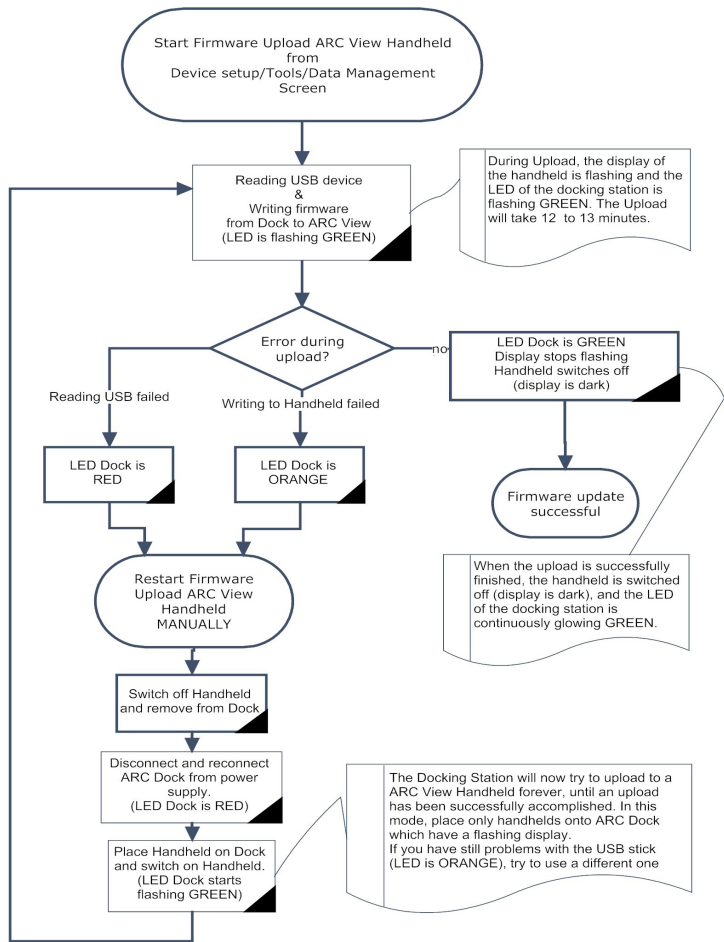 Start Firmware Upload ARC View Handheld
from
Device setup/Tools/Data Management
Screen
Reading USB device
&
Writing firmware
from Dock to ARC View
(LED is flashing GREEN)
During Upload, the display of
the handheld is flashing and the
LED of the docking station is
flashing GREEN. The Upload
will take 12 to 13 minutes.
Error during
upload?
no
LED Dock is GREEN
Display stops flashing
Handheld switches off
(display is dark)
Reading USB failed
Writing to Handheld failed
LED Dock is
RED
LED Dock is
ORANGE
Firmware update
successful
When the upload is successfully
finished, the handheld is switched
off (display is dark), and the LED
of the docking station is
continuously glowing GREEN.
Restart Firmware
Upload ARC View
Handheld
MANUALLY
Switch off Handheld
and remove from Dock
Disconnect and reconnect
ARC Dock from power
supply.
(LED Dock is RED)
Place Handheld on Dock
and switch on Handheld.
(LED Dock starts
flashing GREEN)
The Docking Station will now try to upload to a
ARC View Handheld forever, until an upload
has been successfully accomplished. In this
mode, place only handhelds onto ARC Dock
which have a flashing display.
If you have still problems with the USB stick
(LED is ORANGE), try to use a different one